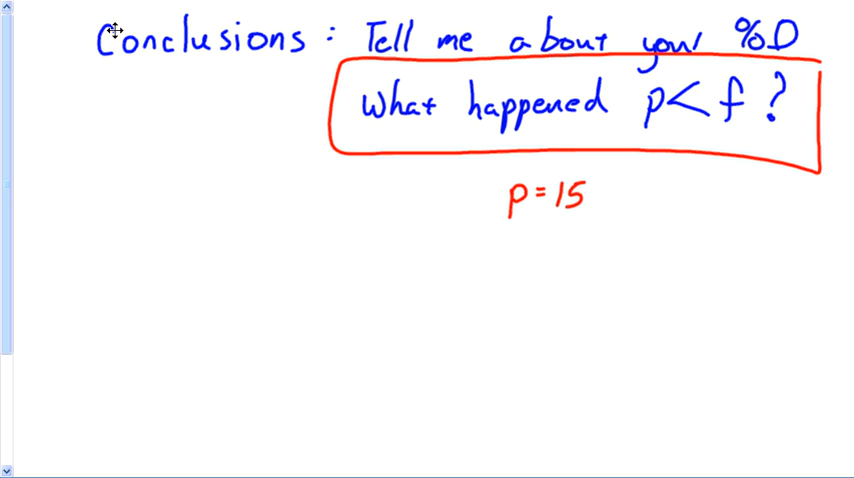 Conclusions : Tell me about your %D
What happened p< f ?
p = 15